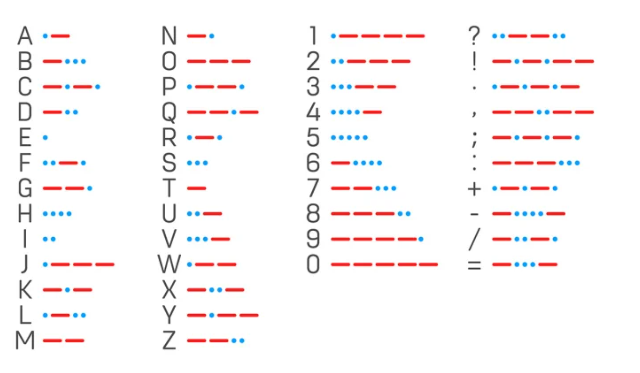 A •—
B —•••
C —•—•
D —••
E •
F ••—•
G ——•
H ••••
I ••
J •———
K —•—
L •—••
M ——
N —•
O ———
P •——•
Q ——•—
R •—•
S •••
T —
U ••—
V •••—
W •——
X —••—
Y —•——
Z ——••
1 •————
2 ••———
3 •••——
4 ••••—
5 •••••
6 —••••
7 ——•••
8 ———••
9 ————•
0 —————
? ••——••
! —•—•——
. •—•—•—
, ——••——
; —•—•—•
: ———•••
+ •—•—•
- —••••—
/ —••—•
= —•••—